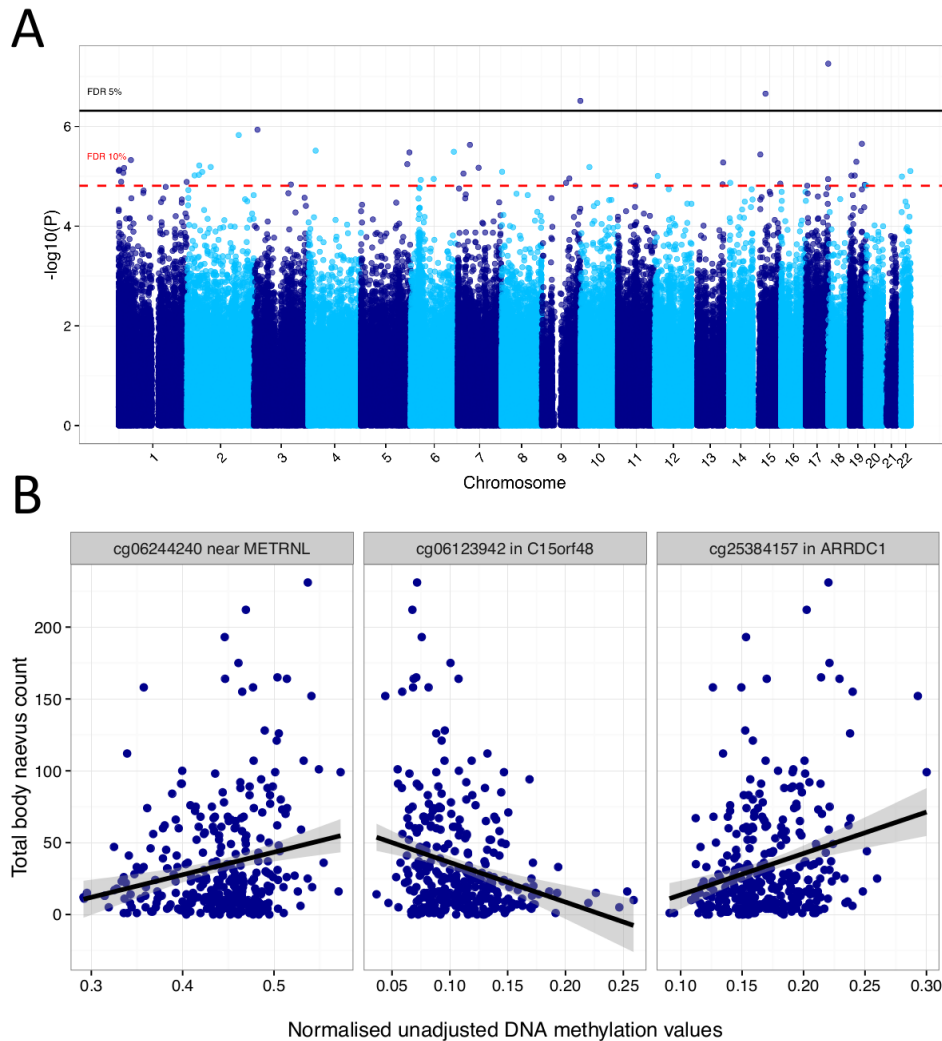 A
FDR 5%
FDR 10%
-log10(P)
6
4
2
0
1 2 3 4 5 6 7 8 9 10 11 12 13 14 15 16 17 18 19 20 21 22
Chromosome
B
cg06244240 near METRNL cg06123942 in C15orf48 cg25384157 in ARRDC1
Total body naevus count
200
150
100
50
0
0.3 0.4 0.5 0.05 0.10 0.15 0.20 0.25 0.10 0.15 0.20 0.25 0.30
Normalised unadjusted DNA methylation values